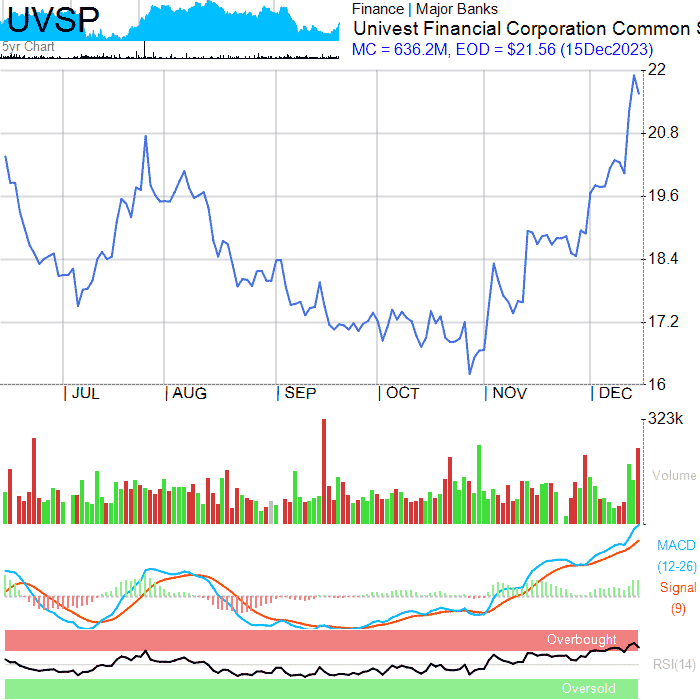 UVSP
5yr Chart
Finance | Major Banks
Univest Financial Corporation Common S
MC = 636.2M, EOD = $21.56 (15Dec2023)
22
20.8
19.6
18.4
17.2
16
| JUL | AUG | SEP | OCT | NOV | DEC
323k
Volume
MACD
(12-26)
Signal
(9)
Overbought
RSI(14)
Oversold